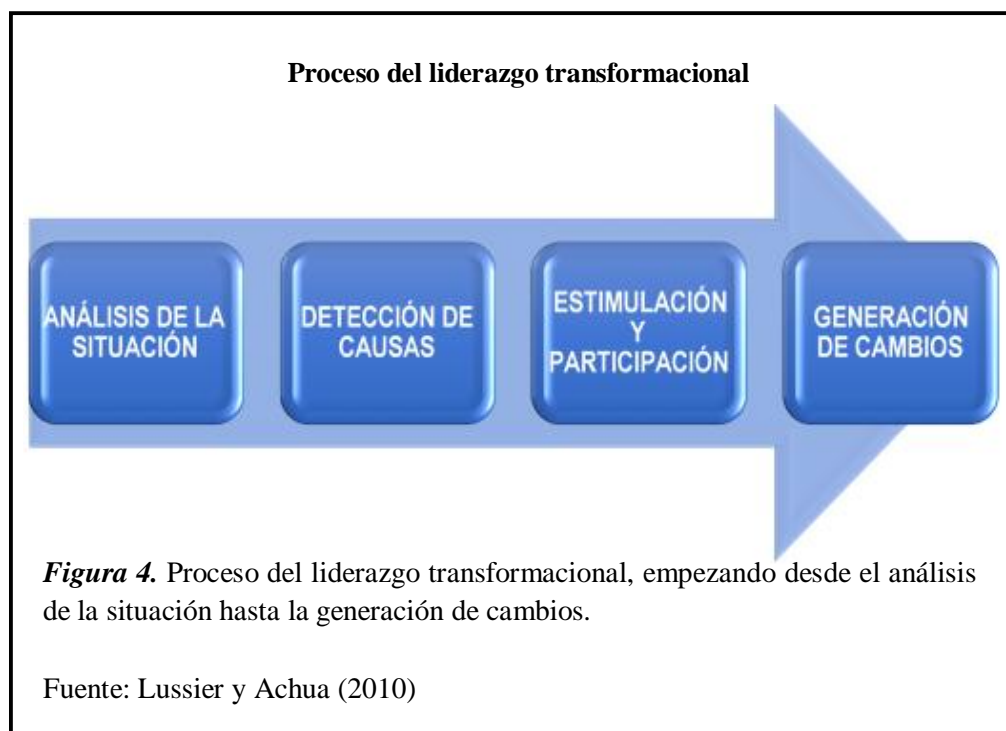 Proceso del liderazgo transformacional
ANÁLISIS DE LA
SITUACIÓN
DETECCIÓN DE
CAUSAS
ESTIMULACIÓN
Y
PARTICIPACIÓN
GENERACIÓN
DE CAMBIOS
Figura 4. Proceso del liderazgo transformacional, empezando desde el análisis
de la situación hasta la generación de cambios.
Fuente: Lussier y Achua (2010)